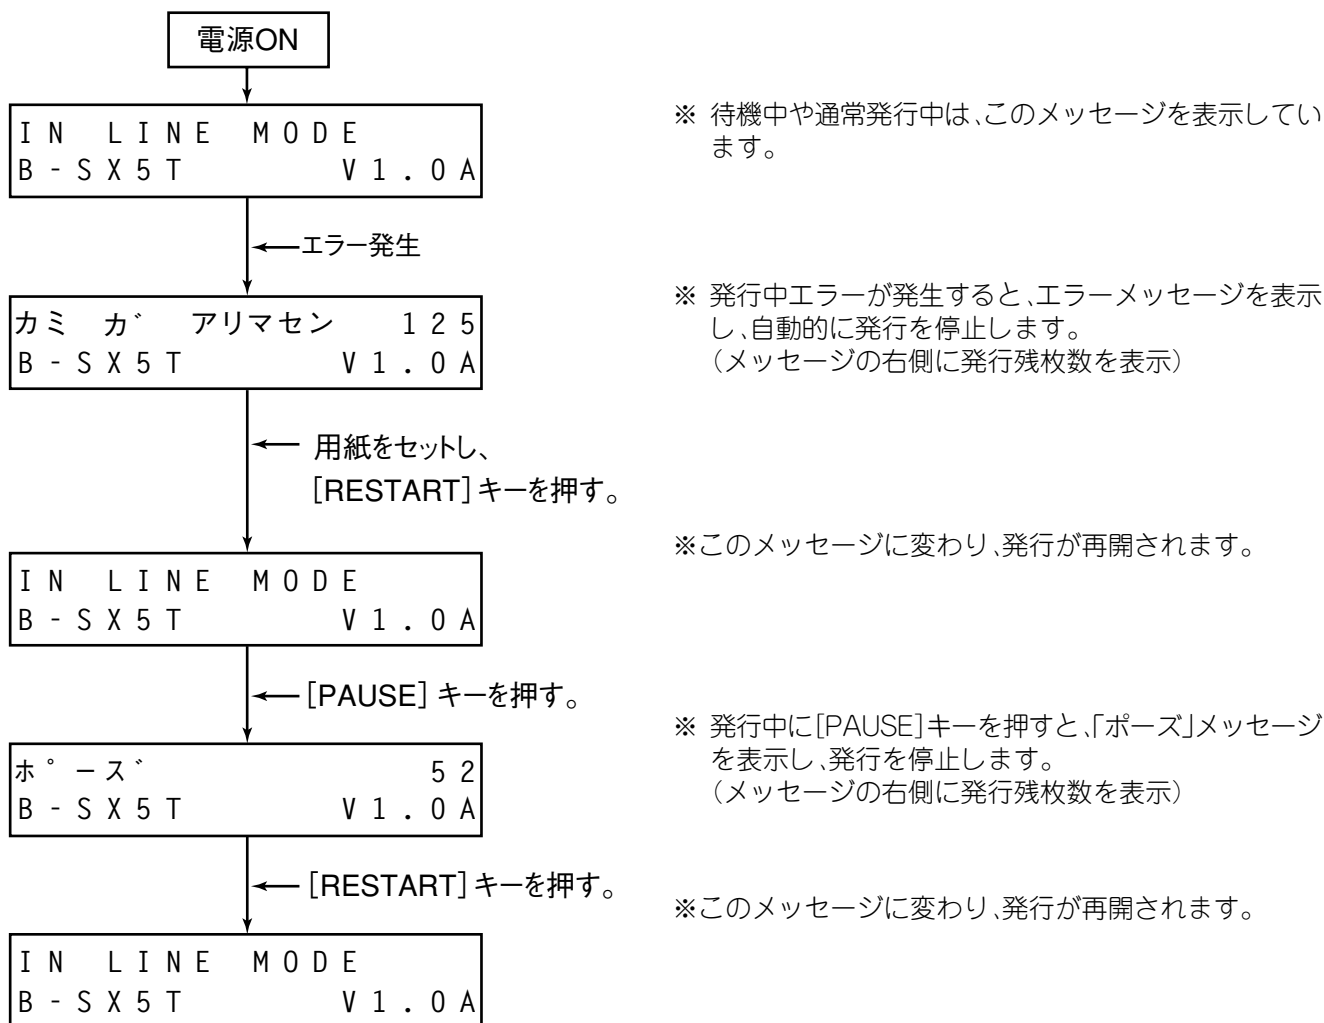 電源ON
IN LINE MODE
B-SX5T V1.0A
※ 待機中や通常発行中は、このメッセージを表示してい
ます。
エラー発生
カミ ガ アリマセン 125
B-SX5T V1.0A
※ 発行中エラーが発生すると、エラーメッセージを表示
し、自動的に発行を停止します。
（メッセージの右側に発行残枚数を表示）
用紙をセットし、
［RESTART］キーを押す。
IN LINE MODE
B-SX5T V1.0A
※このメッセージに変わり、発行が再開されます。
［PAUSE］キーを押す。
ホ゜ーズ 52
B-SX5T V1.0A
※ 発行中に［PAUSE］キーを押すと、「ポーズ」メッセージ
を表示し、発行を停止します。
（メッセージの右側に発行残枚数を表示）
［RESTART］キーを押す。
※このメッセージに変わり、発行が再開されます。
IN LINE MODE
B-SX5T V1.0A